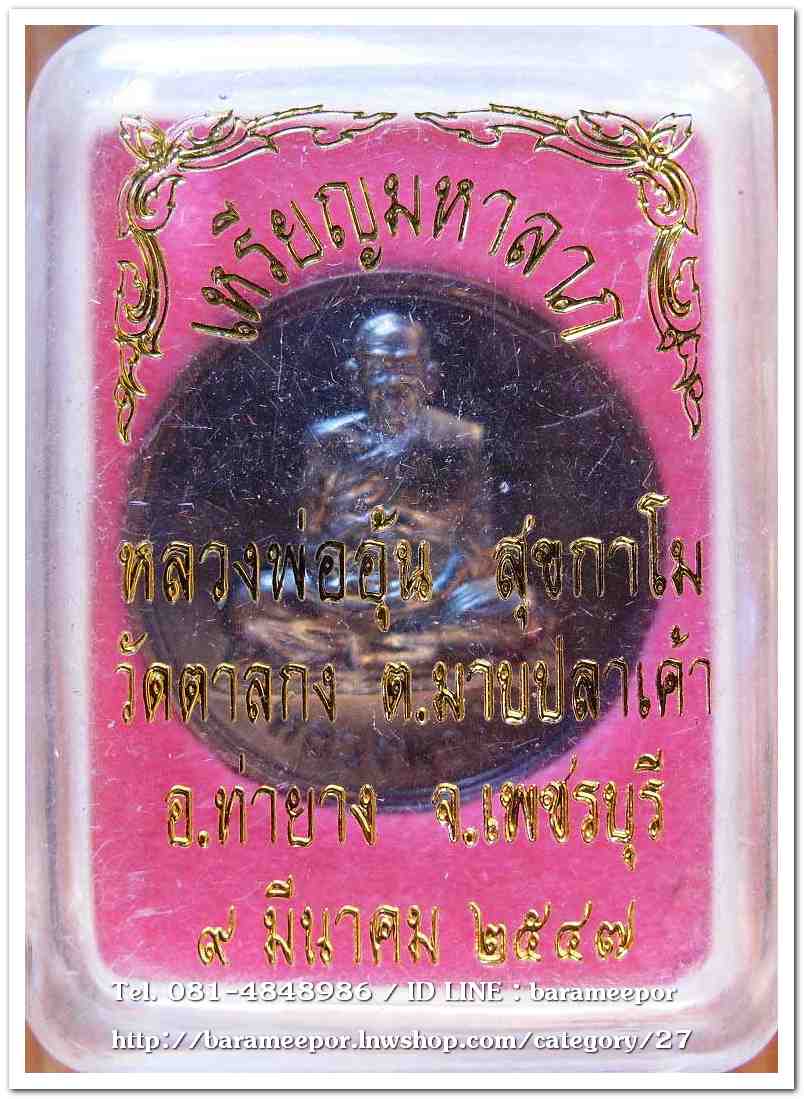 เหรียญมหาลาภ
หลวงพ่ออุ้น สุขกาโม
วัดตาลกง ต.มาบปลาเค้า
อ.ท่ายาง จ.เพชรบุรี
๙ มีนาคม ๒๕๔๗
Tel. 081-4848986 / ID LINE : barameepor
http://barameepor.lnwshop.com/category/27